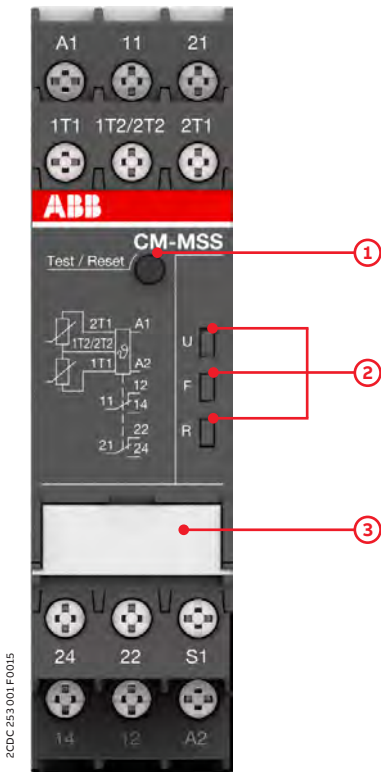 A1 11 21
1T1 1T2/2T2 2T1
ABB
CM-MSS
Test / Reset
1
2T1 A1
1T2/2T2
1T1 A2
12
11 14
22
21 24
U
F
R
2
3
24 22 S1
14 12 A2
2CDC 253 001 F0015